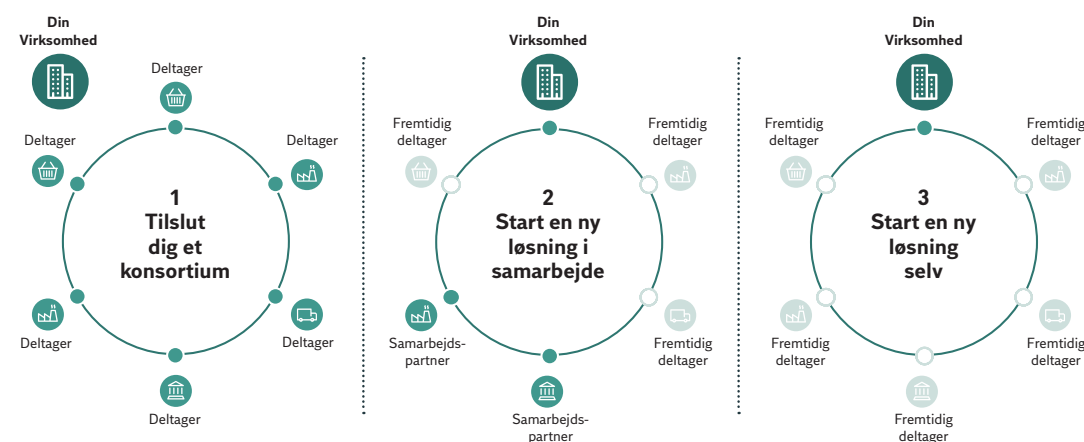 Din
Virksomhed
Deltager
Deltager
Deltager
1
Tilslut
dig et
konsortium
Deltager
Deltager
Deltager
Din
Virksomhed
Fremtidig
deltager
Fremtidig
deltager
2
Start en ny
løsning i
samarbejde
Samarbejds-
partner
Fremtidig
deltager
Samarbejds-
partner
Din
Virksomhed
Fremtidig
deltager
Fremtidig
deltager
3
Start en ny
løsning
selv
Fremtidig
deltager
Fremtidig
deltager
Fremtidig
deltager